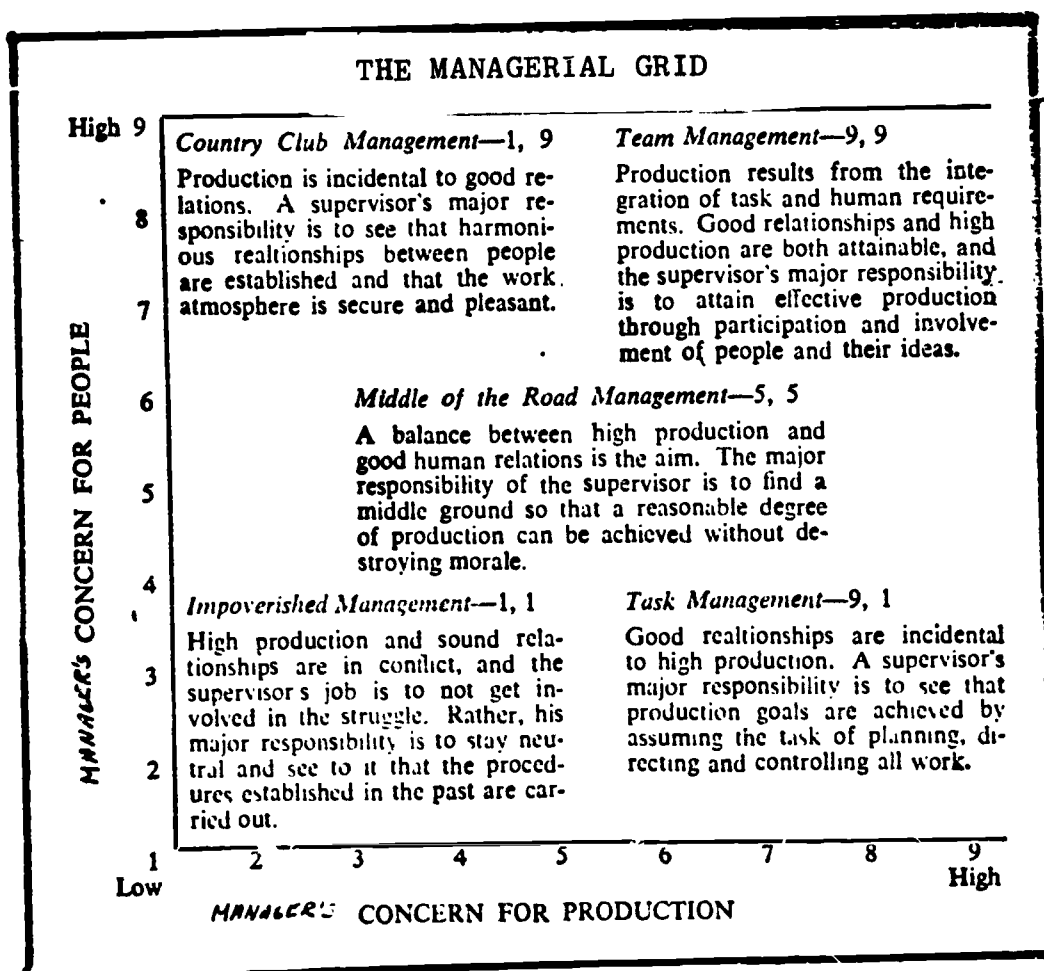 THE MANAGERIAL GRID
High 9
8
7
6
5
4
3
2
MANAGER'S CONCERN FOR PEOPLE
Country Club Management—1, 9
Production is incidental to good re-
lations. A supervisor's major re-
sponsibility is to see that harmoni-
ous realtionships between people
are established and that the work
atmosphere is secure and pleasant.
Team Management—9, 9
Production results from the inte-
gration of task and human require-
ments. Good relationships and high
production are both attainable, and
the supervisor's major responsibility
is to attain effective production
through participation and involve-
ment of people and their ideas.
Middle of the Road Management—5, 5
A balance between high production and
good human relations is the aim. The major
responsibility of the supervisor is to find a
middle ground so that a reasonable degree
of production can be achieved without de-
stroying morale.
Impoverished Management—1, 1
High production and sound rela-
tionships are in conflict, and the
supervisor s job is to not get in-
volved in the struggle. Rather, his
major responsibility is to stay neu-
tral and see to it that the proced-
ures established in the past are car-
ried out.
Task Management—9, 1
Good realtionships are incidental
to high production. A supervisor's
major responsibility is to see that
production goals are achieved by
assuming the task of planning, di-
recting and controlling all work.
1 2 3 4 5 6 7 8 9
Low High
MANAGER'S CONCERN FOR PRODUCTION